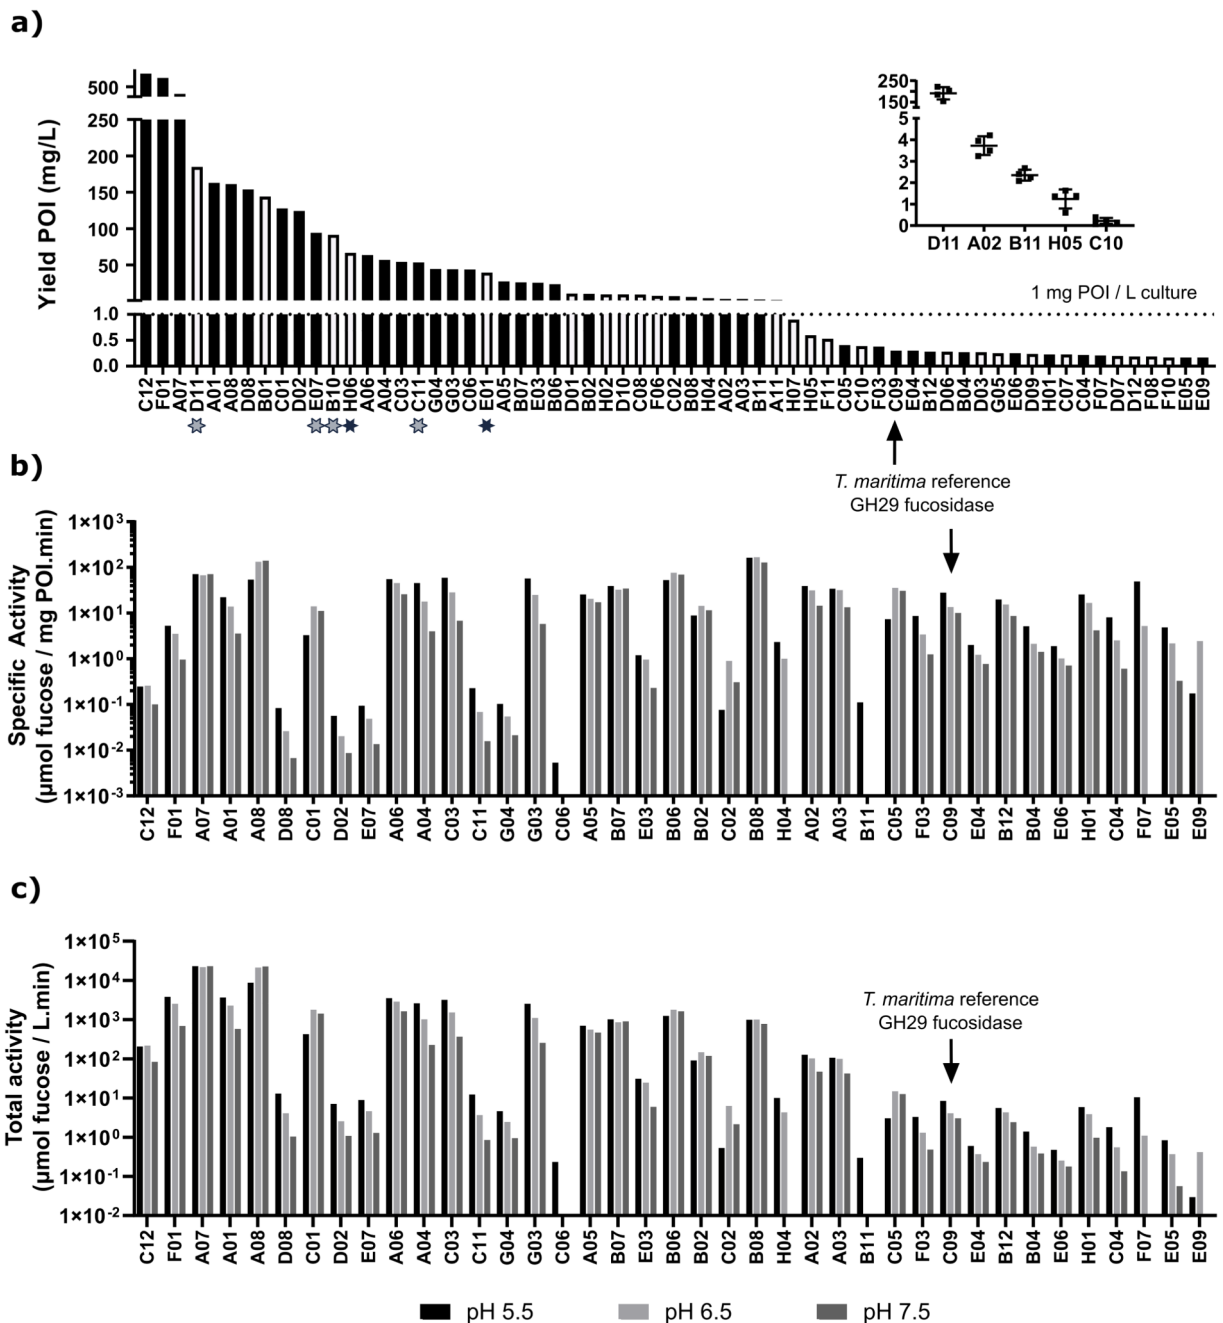 a)
Yield POI (mg/L)
500
250
200
150
100
50
1.0
0.5
0.0
250
150
5
4
3
2
1
0
D11 A02 B11 H05 C10
1 mg POI / L culture
C12 F01 A07 D11 A01 A08 D08 B01 C01 D02 E07 B10 H06 A06 A04 C03 C11 G04 G03 C06 E01 A05 B07 E03 B06 D01 B02 H02 D10 C08 F06 C02 B08 H04 A02 A03 B11 A11 H07 H05 F11 C05 C10 F03 C09 E04 B12 D06 B04 D03 G05 E06 D09 H01 C07 C04 F07 D07 D12 F08 F10 E05 E09
T. maritima reference
GH29 fucosidase
b)
Specific Activity
(µmol fucose / mg POI.min)
1×10³
1×10²
1×10¹
1×10⁰
1×10⁻¹
1×10⁻²
1×10⁻³
C12 F01 A07 A01 A08 D08 C01 D02 E07 A06 A04 C03 C11 G04 G03 C06 A05 B07 E03 B06 B02 C02 B08 H04 A02 A03 B11 C05 F03 C09 E04 B12 B04 E06 H01 C04 F07 E05 E09
c)
Total activity
(µmol fucose / L.min)
1×10⁵
1×10⁴
1×10³
1×10²
1×10¹
1×10⁰
1×10⁻¹
1×10⁻²
T. maritima reference
GH29 fucosidase
C12 F01 A07 A01 A08 D08 C01 D02 E07 A06 A04 C03 C11 G04 G03 C06 A05 B07 E03 B06 B02 C02 B08 H04 A02 A03 B11 C05 F03 C09 E04 B12 B04 E06 H01 C04 F07 E05 E09
pH 5.5 pH 6.5 pH 7.5